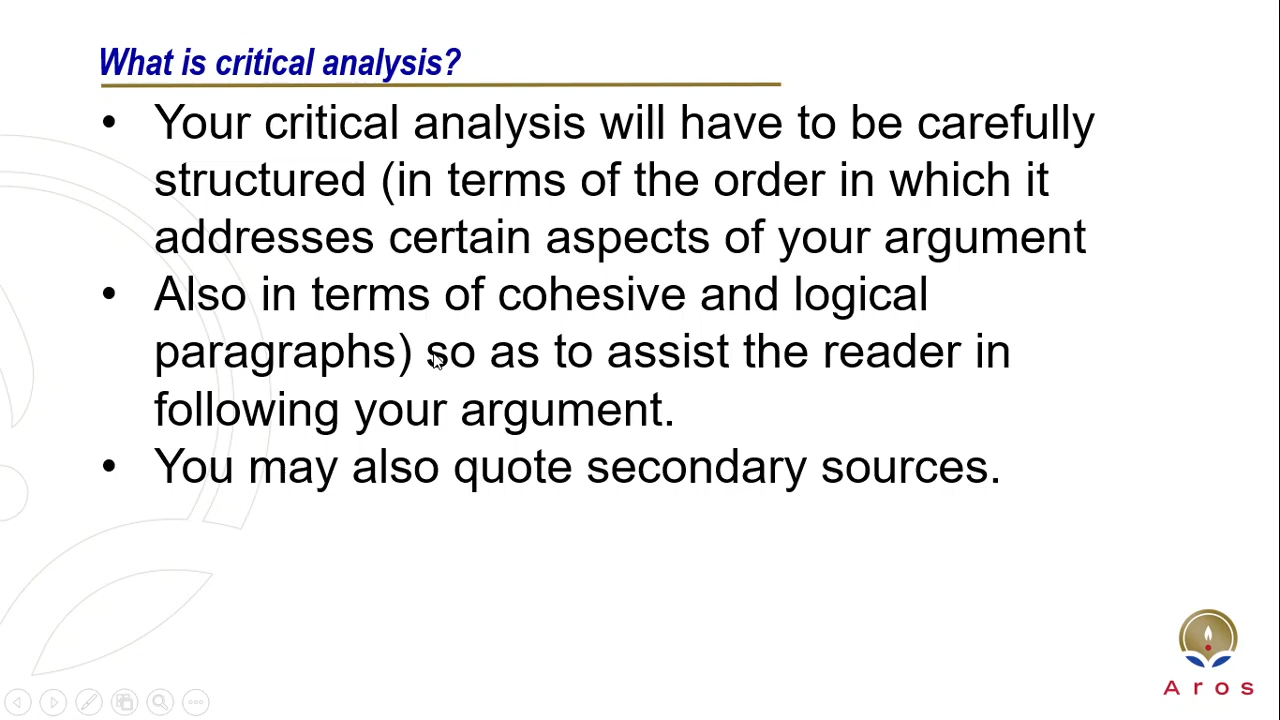 What is critical analysis?
• Your critical analysis will have to be carefully
structured (in terms of the order in which it
addresses certain aspects of your argument
• Also in terms of cohesive and logical
paragraphs) so as to assist the reader in
following your argument.
• You may also quote secondary sources.
Aros